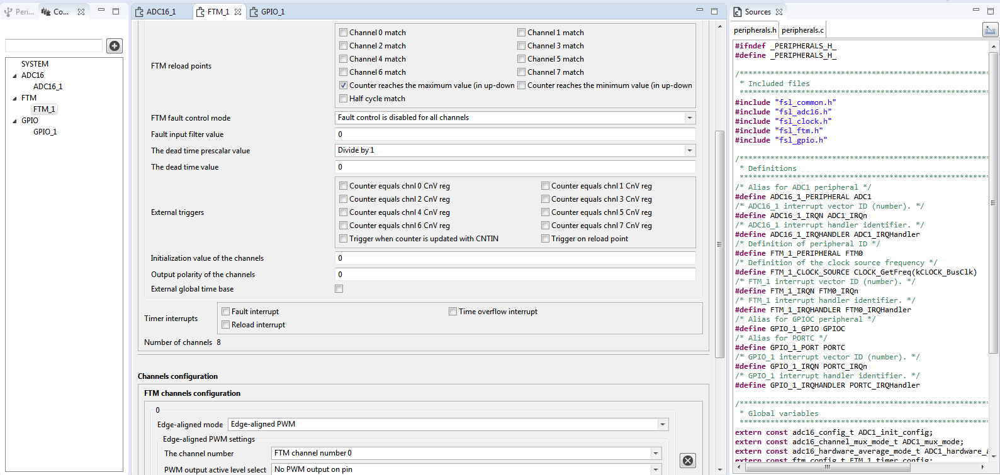 Peri...
Co...
SYSTEM
ADC16
ADC16_1
FTM
FTM_1
GPIO
GPIO_1
ADC16_1
FTM_1
GPIO_1
FTM reload points
Channel 0 match
Channel 1 match
Channel 2 match
Channel 3 match
Channel 4 match
Channel 5 match
Channel 6 match
Channel 7 match
Counter reaches the maximum value (in up-down
Counter reaches the minimum value (in up-down
Half cycle match
FTM fault control mode
Fault control is disabled for all channels
Fault input filter value
0
The dead time prescalar value
Divide by 1
The dead time value
0
External triggers
Counter equals chnl 0 CnV reg
Counter equals chnl 1 CnV reg
Counter equals chnl 2 CnV reg
Counter equals chnl 3 CnV reg
Counter equals chnl 4 CnV reg
Counter equals chnl 5 CnV reg
Counter equals chnl 6 CnV reg
Counter equals chnl 7 CnV reg
Trigger when counter is updated with CNTIN
Trigger on reload point
Initialization value of the channels
0
Output polarity of the channels
0
External global time base
Timer interrupts
Fault interrupt
Time overflow interrupt
Reload interrupt
Number of channels 8
Channels configuration
FTM channels configuration
0
Edge-aligned mode
Edge-aligned PWM
Edge-aligned PWM settings
The channel number
FTM channel number 0
PWM output active level select
No PWM output on pin
Sources
peripherals.h
peripherals.c
#ifndef _PERIPHERALS_H_
#define _PERIPHERALS_H_
/*******************************************************
* Included files
*******************************************************
#include "fsl_common.h"
#include "fsl_adc16.h"
#include "fsl_clock.h"
#include "fsl_ftm.h"
#include "fsl_gpio.h"
/*******************************************************
* Definitions
*******************************************************
/* Alias for ADC1 peripheral */
#define ADC16_1_PERIPHERAL ADC1
/* ADC16_1 interrupt vector ID (number). */
#define ADC16_1_IRQN ADC1_IRQn
/* ADC16_1 interrupt handler identifier. */
#define ADC16_1_IRQHANDLER ADC1_IRQHandler
/* Definition of peripheral ID */
#define FTM_1_PERIPHERAL FTM0
/* Definition of the clock source frequency */
#define FTM_1_CLOCK_SOURCE CLOCK_GetFreq(kCLOCK_BusClk)
/* FTM_1 interrupt vector ID (number). */
#define FTM_1_IRQN FTM0_IRQn
/* FTM_1 interrupt handler identifier. */
#define FTM_1_IRQHANDLER FTM0_IRQHandler
/* Alias for GPIOC peripheral */
#define GPIO_1_GPIO GPIOC
/* Alias for PORTC */
#define GPIO_1_PORT PORTC
/* GPIO_1 interrupt vector ID (number). */
#define GPIO_1_IRQN PORTC_IRQn
/* GPIO_1 interrupt handler identifier. */
#define GPIO_1_IRQHANDLER PORTC_IRQHandler
/*******************************************************
* Global variables
*******************************************************
extern const adc16_config_t ADC1_init_config;
extern const adc16_channel_mux_mode_t ADC1_mux_mode;
extern const adc16_hardware_average_mode_t ADC1_hardware_a
extern const ftm_config_t FTM_1_timer_config;